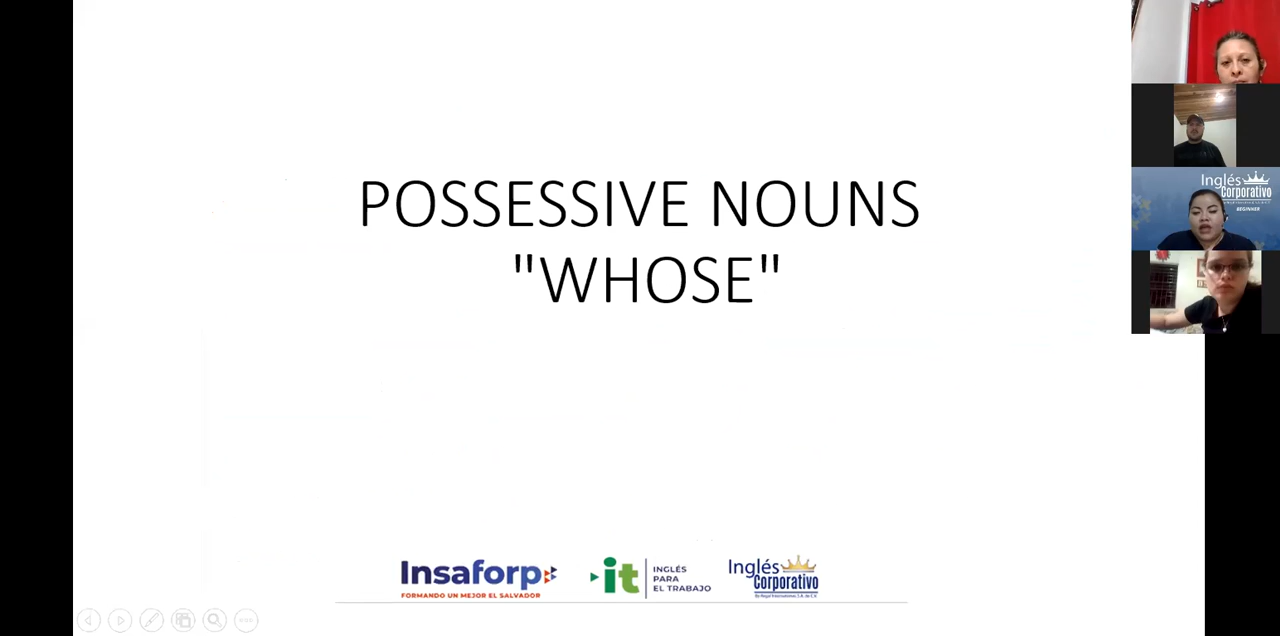 POSSESSIVE NOUNS
"WHOSE"
Insaforp
FORMANDO UN MEJOR EL SALVADOR
it
INGLÉS
PARA
EL TRABAJO
Inglés
Corporativo
Inglés
Corporativo
BEGINNER